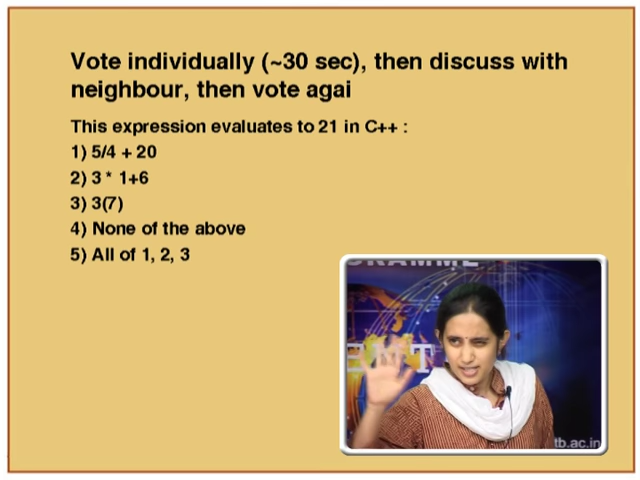 Vote individually (~30 sec), then discuss with
neighbour, then vote agai
This expression evaluates to 21 in C++ :
1) 5/4 + 20
2) 3 * 1+6
3) 3(7)
4) None of the above
5) All of 1, 2, 3
tb.ac.in